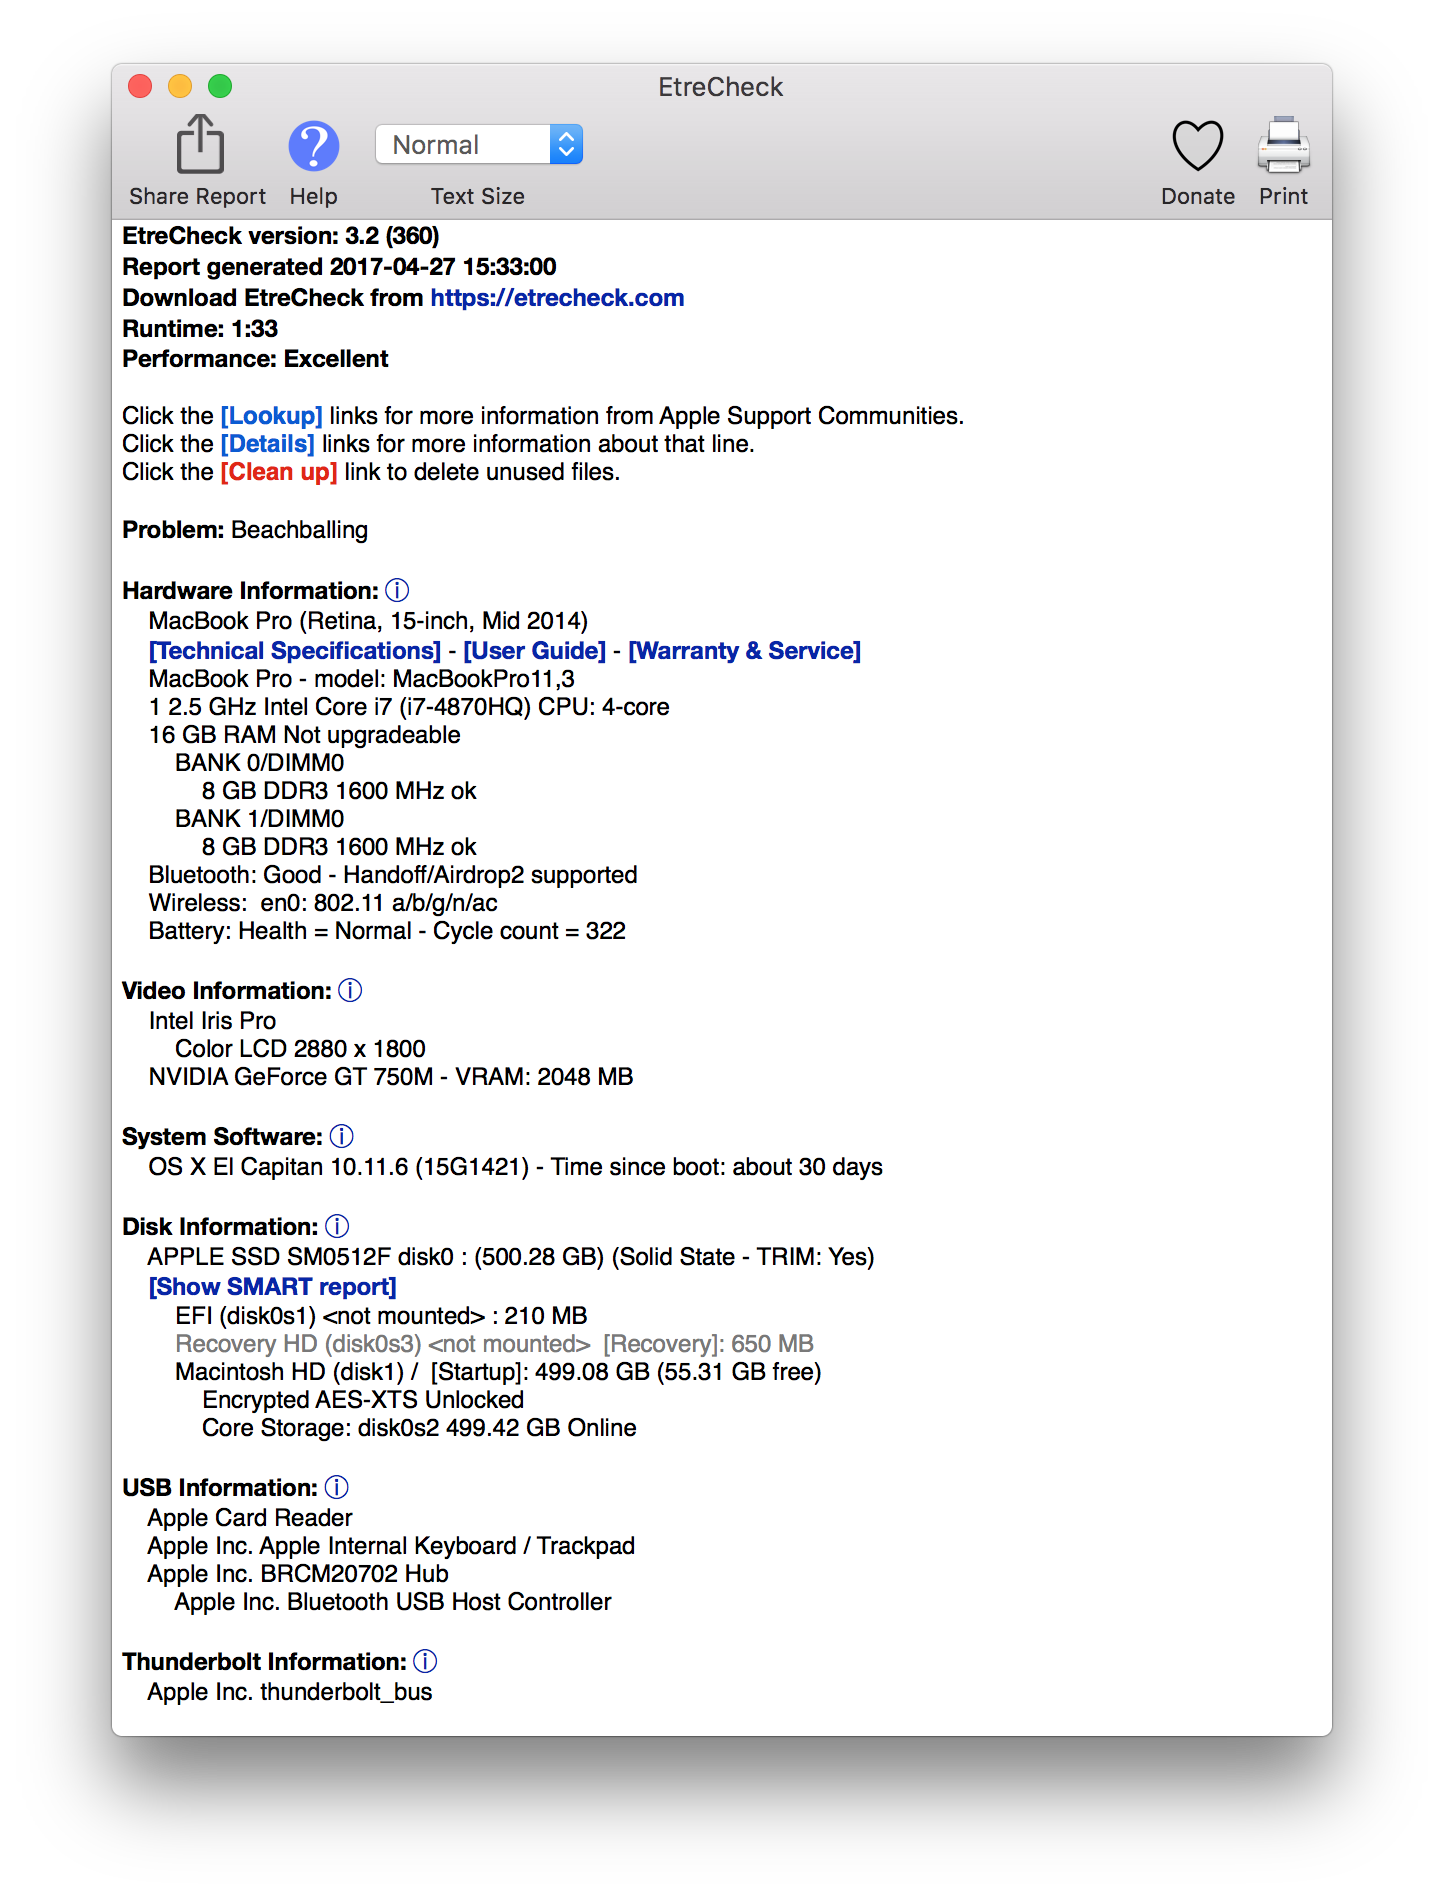 EtreCheck
Normal
Share Report Help Text Size Donate Print
EtreCheck version: 3.2 (360)
Report generated 2017-04-27 15:33:00
Download EtreCheck from https://etrecheck.com
Runtime: 1:33
Performance: Excellent
Click the [Lookup] links for more information from Apple Support Communities.
Click the [Details] links for more information about that line.
Click the [Clean up] link to delete unused files.
Problem: Beachballing
Hardware Information: ⓘ
MacBook Pro (Retina, 15-inch, Mid 2014)
[Technical Specifications] - [User Guide] - [Warranty & Service]
MacBook Pro - model: MacBookPro11,3
1 2.5 GHz Intel Core i7 (i7-4870HQ) CPU: 4-core
16 GB RAM Not upgradeable
BANK 0/DIMM0
8 GB DDR3 1600 MHz ok
BANK 1/DIMM0
8 GB DDR3 1600 MHz ok
Bluetooth: Good - Handoff/Airdrop2 supported
Wireless:  en0: 802.11 a/b/g/n/ac
Battery: Health = Normal - Cycle count = 322
Video Information: ⓘ
Intel Iris Pro
Color LCD 2880 x 1800
NVIDIA GeForce GT 750M - VRAM: 2048 MB
System Software: ⓘ
OS X El Capitan 10.11.6 (15G1421) - Time since boot: about 30 days
Disk Information: ⓘ
APPLE SSD SM0512F disk0 : (500.28 GB) (Solid State - TRIM: Yes)
[Show SMART report]
EFI (disk0s1) <not mounted> : 210 MB
Recovery HD (disk0s3) <not mounted>  [Recovery]: 650 MB
Macintosh HD (disk1) /  [Startup]: 499.08 GB (55.31 GB free)
Encrypted AES-XTS Unlocked
Core Storage: disk0s2 499.42 GB Online
USB Information: ⓘ
Apple Card Reader
Apple Inc. Apple Internal Keyboard / Trackpad
Apple Inc. BRCM20702 Hub
Apple Inc. Bluetooth USB Host Controller
Thunderbolt Information: ⓘ
Apple Inc. thunderbolt_bus